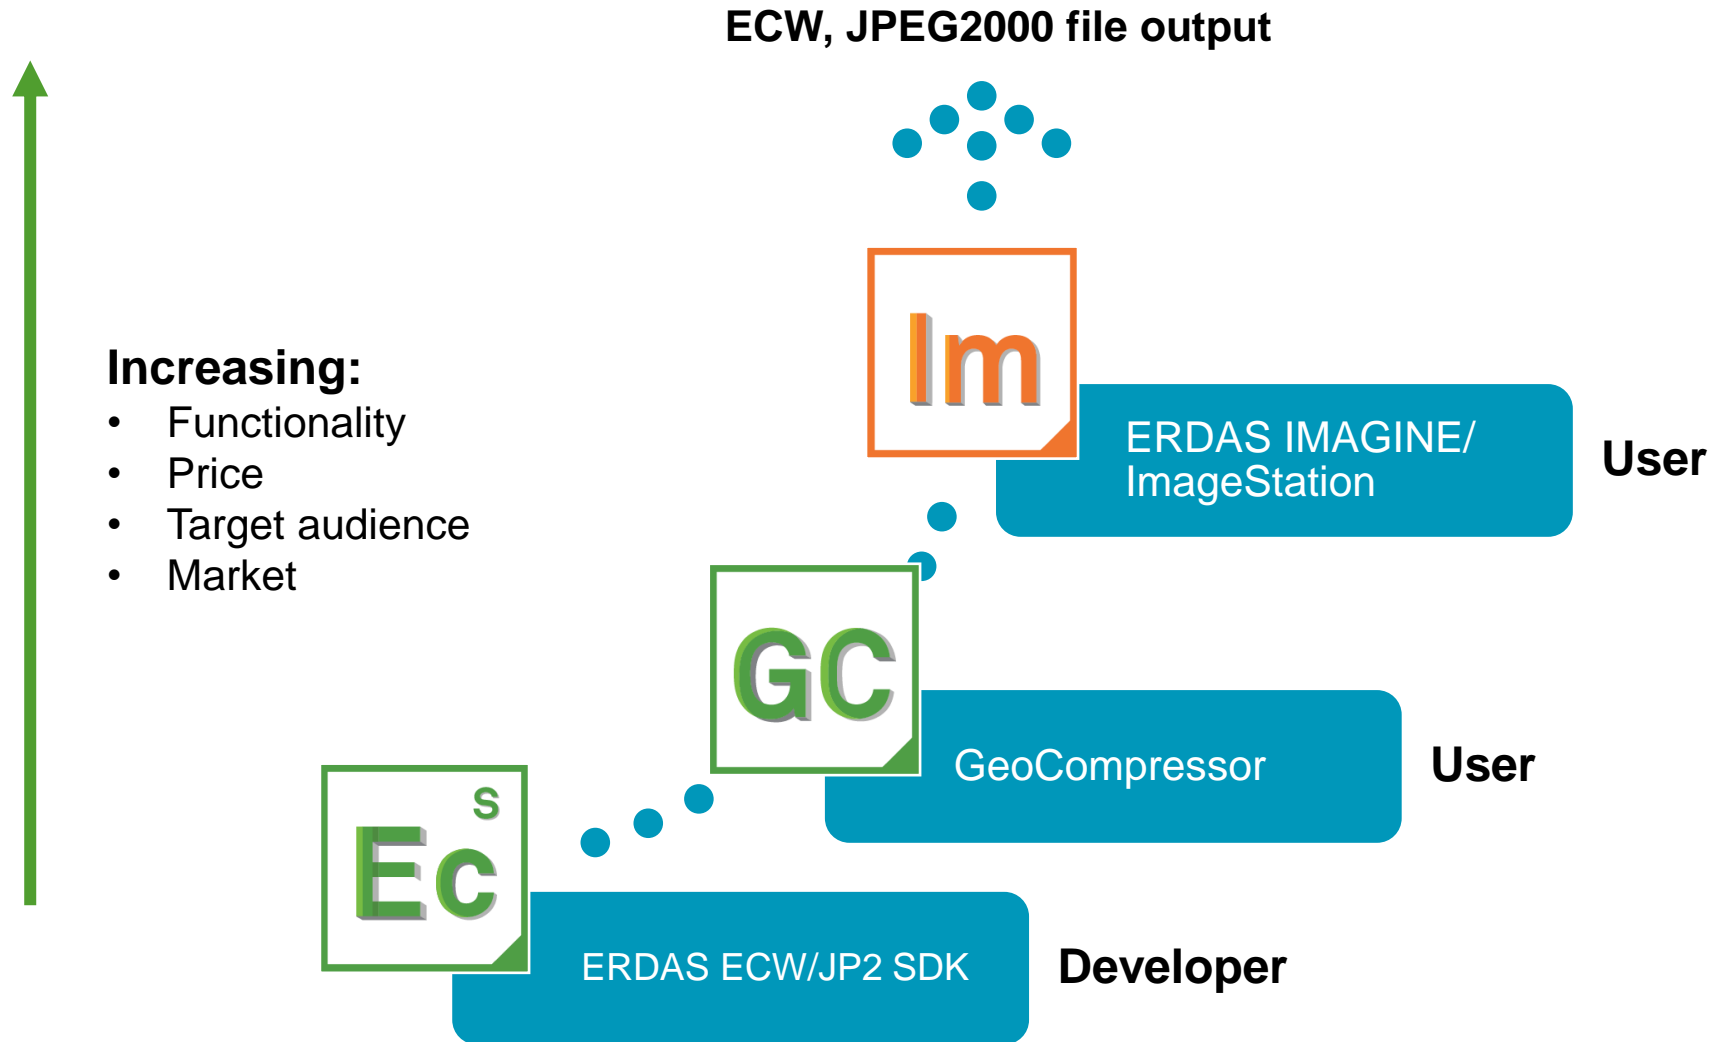 ECW, JPEG2000 file output
Increasing:
• Functionality
• Price
• Target audience
• Market
Im
ERDAS IMAGINE/
ImageStation
User
GC
GeoCompressor
User
S
Ec
ERDAS ECW/JP2 SDK
Developer